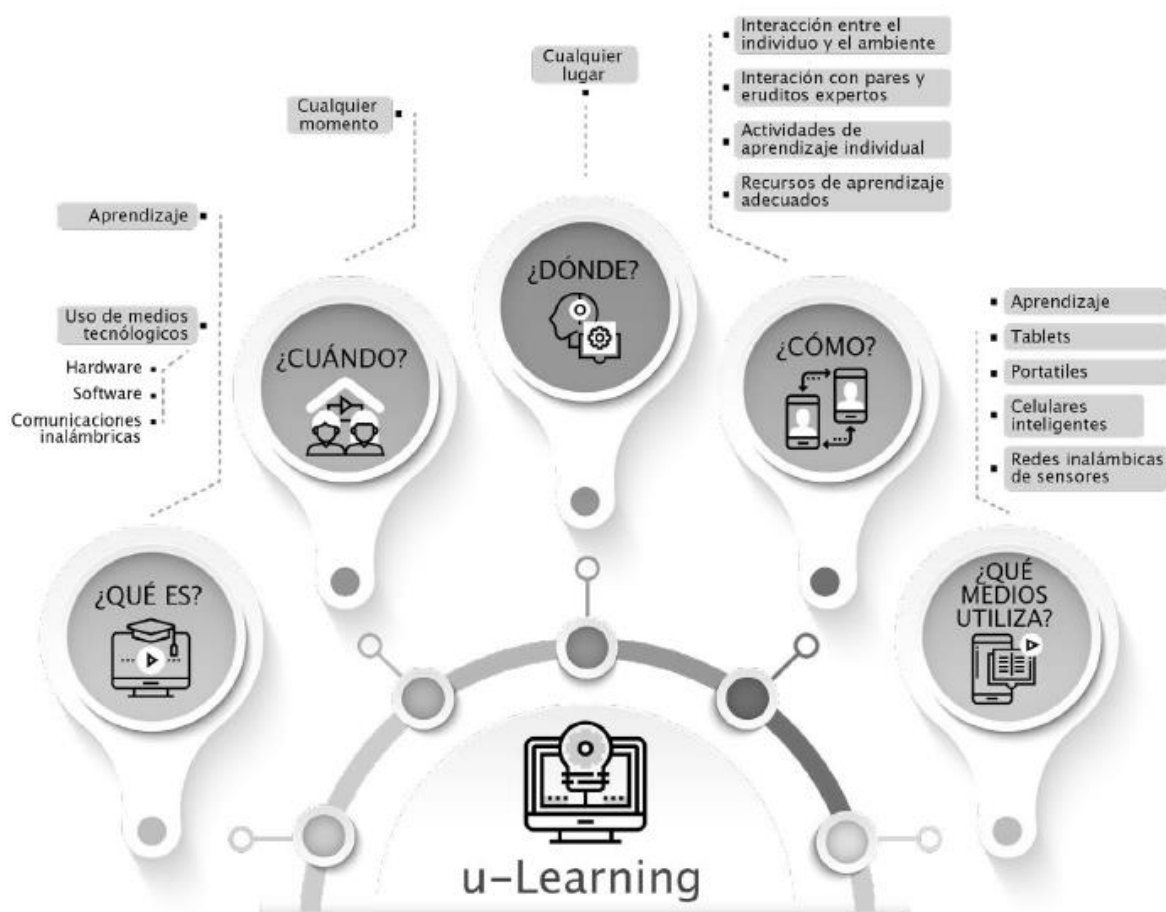 Aprendizaje
Uso de medios
tecnólogicos
Hardware
Software
Comunicaciones
inalámbricas
¿QUÉ ES?
Cualquier
momento
¿CUÁNDO?
Cualquier
lugar
¿DÓNDE?
Interacción entre el
individuo y el ambiente
Interación con pares y
eruditos expertos
Actividades de
aprendizaje individual
Recursos de aprendizaje
adecuados
¿CÓMO?
Aprendizaje
Tablets
Portatiles
Celulares
inteligentes
Redes inalámbicas
de sensores
¿QUÉ
MEDIOS
UTILIZA?
u-Learning